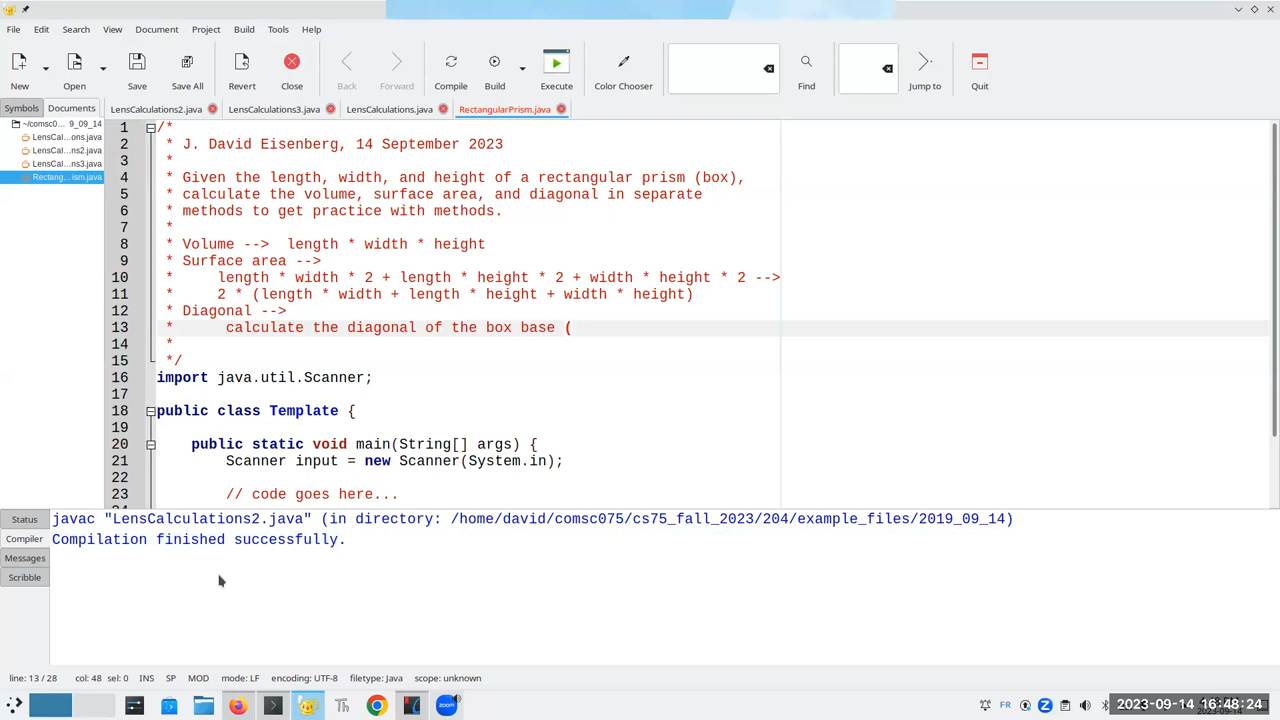 File Edit Search View Document Project Build Tools Help
New Open Save Save All Revert Close Back Forward Compile Build Execute Color Chooser Find Jump to Quit
Symbols Documents LensCalculations2.java LensCalculations3.java LensCalculations.java RectangularPrism.java
~/comsc0... 9_09_14
LensCal...ons.java
LensCal...ns2.java
LensCal...ns3.java
Rectang...ism.java
1 /*
2 * J. David Eisenberg, 14 September 2023
3 *
4 * Given the length, width, and height of a rectangular prism (box),
5 * calculate the volume, surface area, and diagonal in separate
6 * methods to get practice with methods.
7 *
8 * Volume --> length * width * height
9 * Surface area -->
10 * length * width * 2 + length * height * 2 + width * height * 2 -->
11 * 2 * (length * width + length * height + width * height)
12 * Diagonal -->
13 * calculate the diagonal of the box base (
14 *
15 */
16 import java.util.Scanner;
17
18 public class Template {
19
20 public static void main(String[] args) {
21 Scanner input = new Scanner(System.in);
22
23 // code goes here...
Status
Compiler
Messages
Scribble
javac "LensCalculations2.java" (in directory: /home/david/comsc075/cs75_fall_2023/204/example_files/2019_09_14)
Compilation finished successfully.
line: 13 / 28 col: 48 sel: 0 INS SP MOD mode: LF encoding: UTF-8 filetype: Java scope: unknown
Th zoom FR 2023-09-14 16:48:24